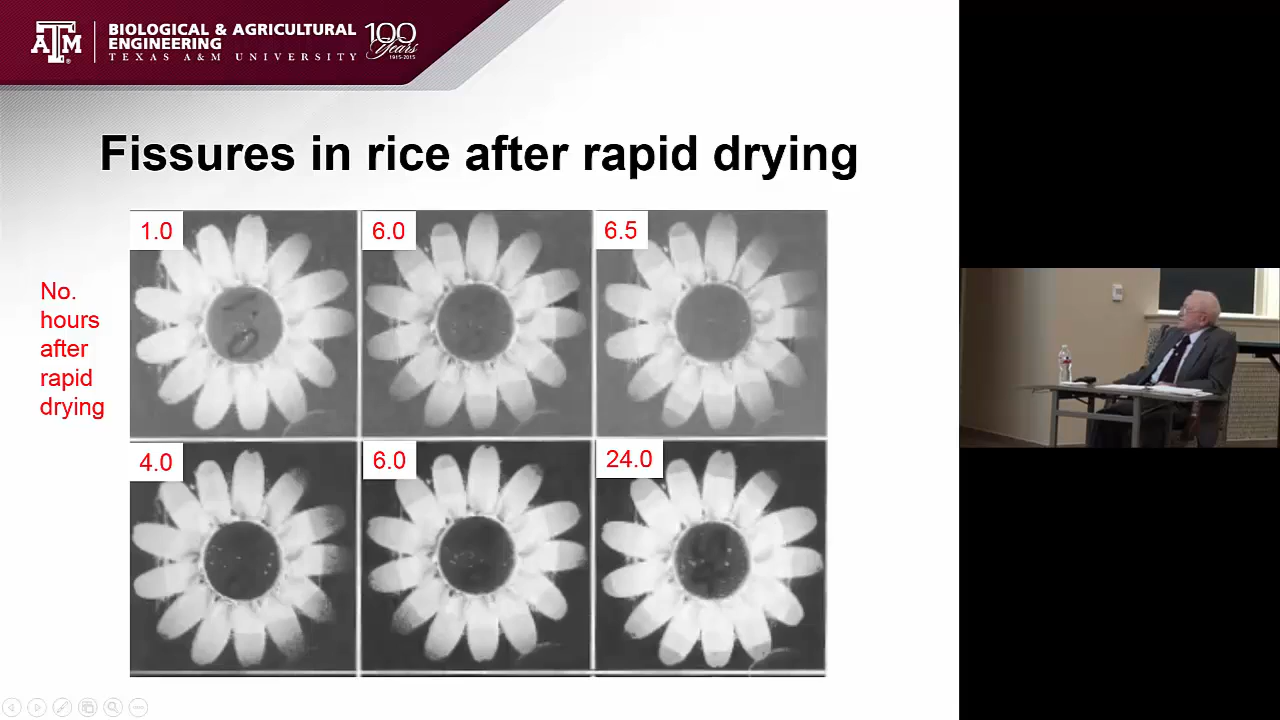 ATM
BIOLOGICAL & AGRICULTURAL
ENGINEERING
TEXAS A&M UNIVERSITY
100
Years
1915-2015
Fissures in rice after rapid drying
No.
hours
after
rapid
drying
1.0
6.0
6.5
4.0
6.0
24.0